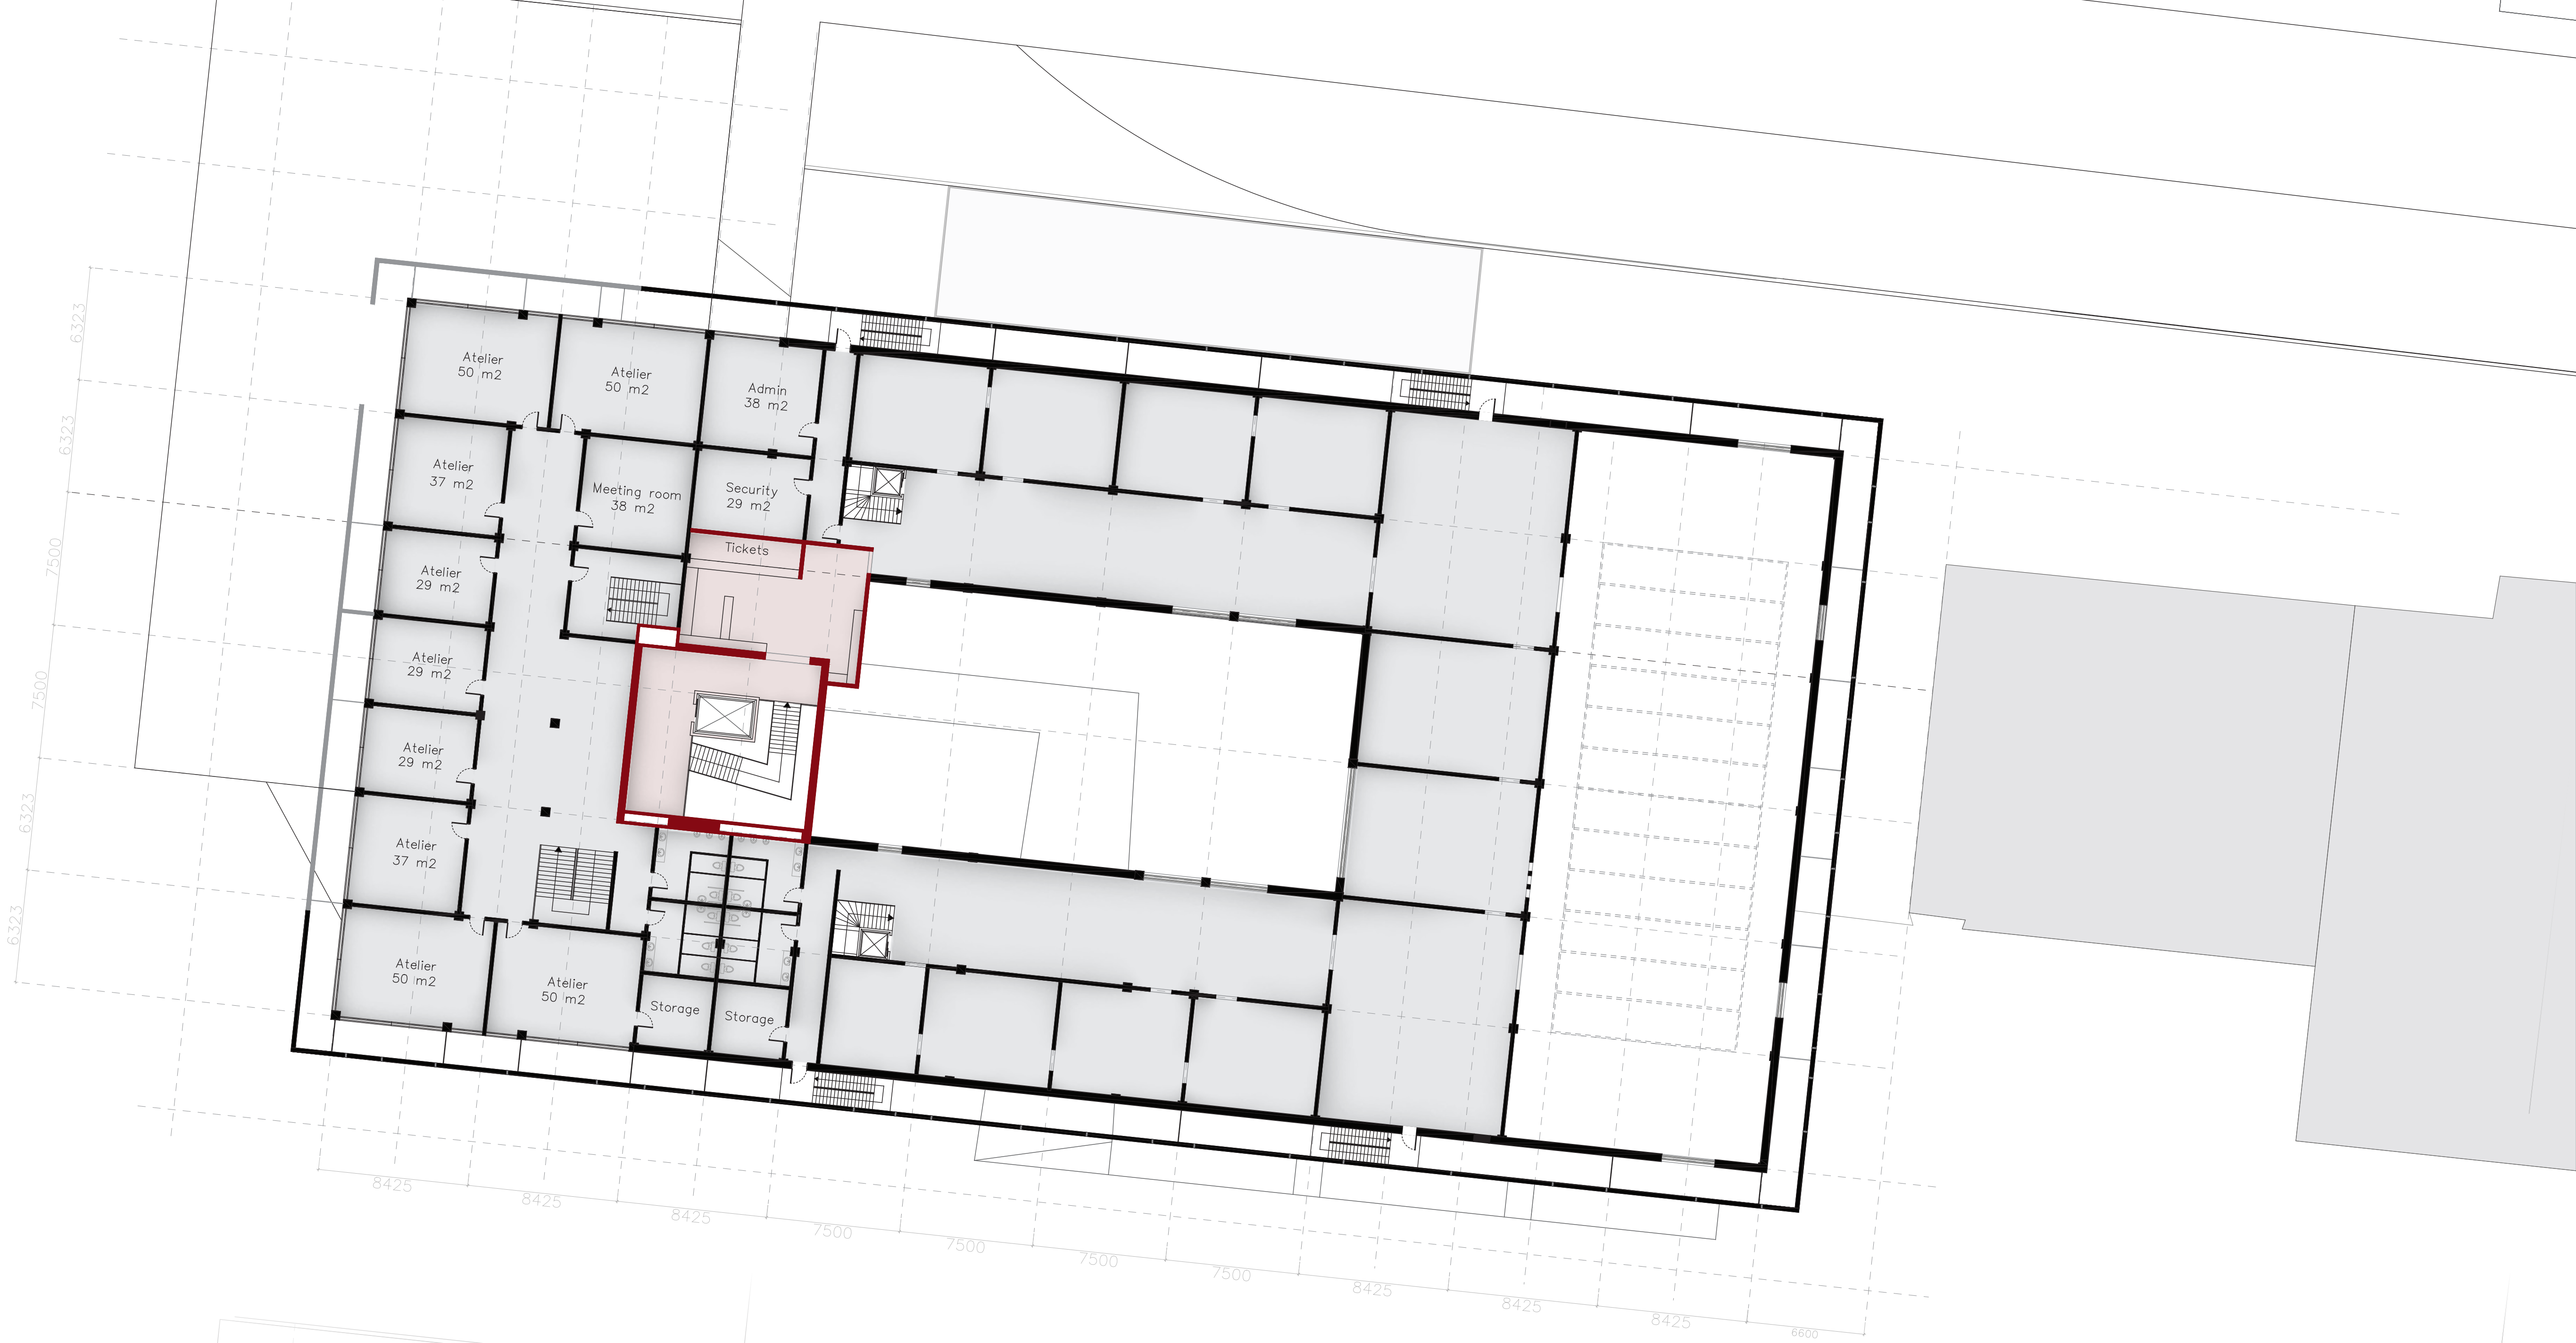 Atelier
50 m2
Atelier
50 m2
Admin
38 m2
Atelier
37 m2
Meeting room
38 m2
Security
29 m2
Tickets
Atelier
29 m2
Atelier
29 m2
Atelier
29 m2
Atelier
37 m2
Atelier
50 m2
Atelier
50 m2
Storage
Storage
6323
6323
7500
7500
6323
6323
8425
8425
8425
7500
7500
7500
7500
8425
8425
8425
6600